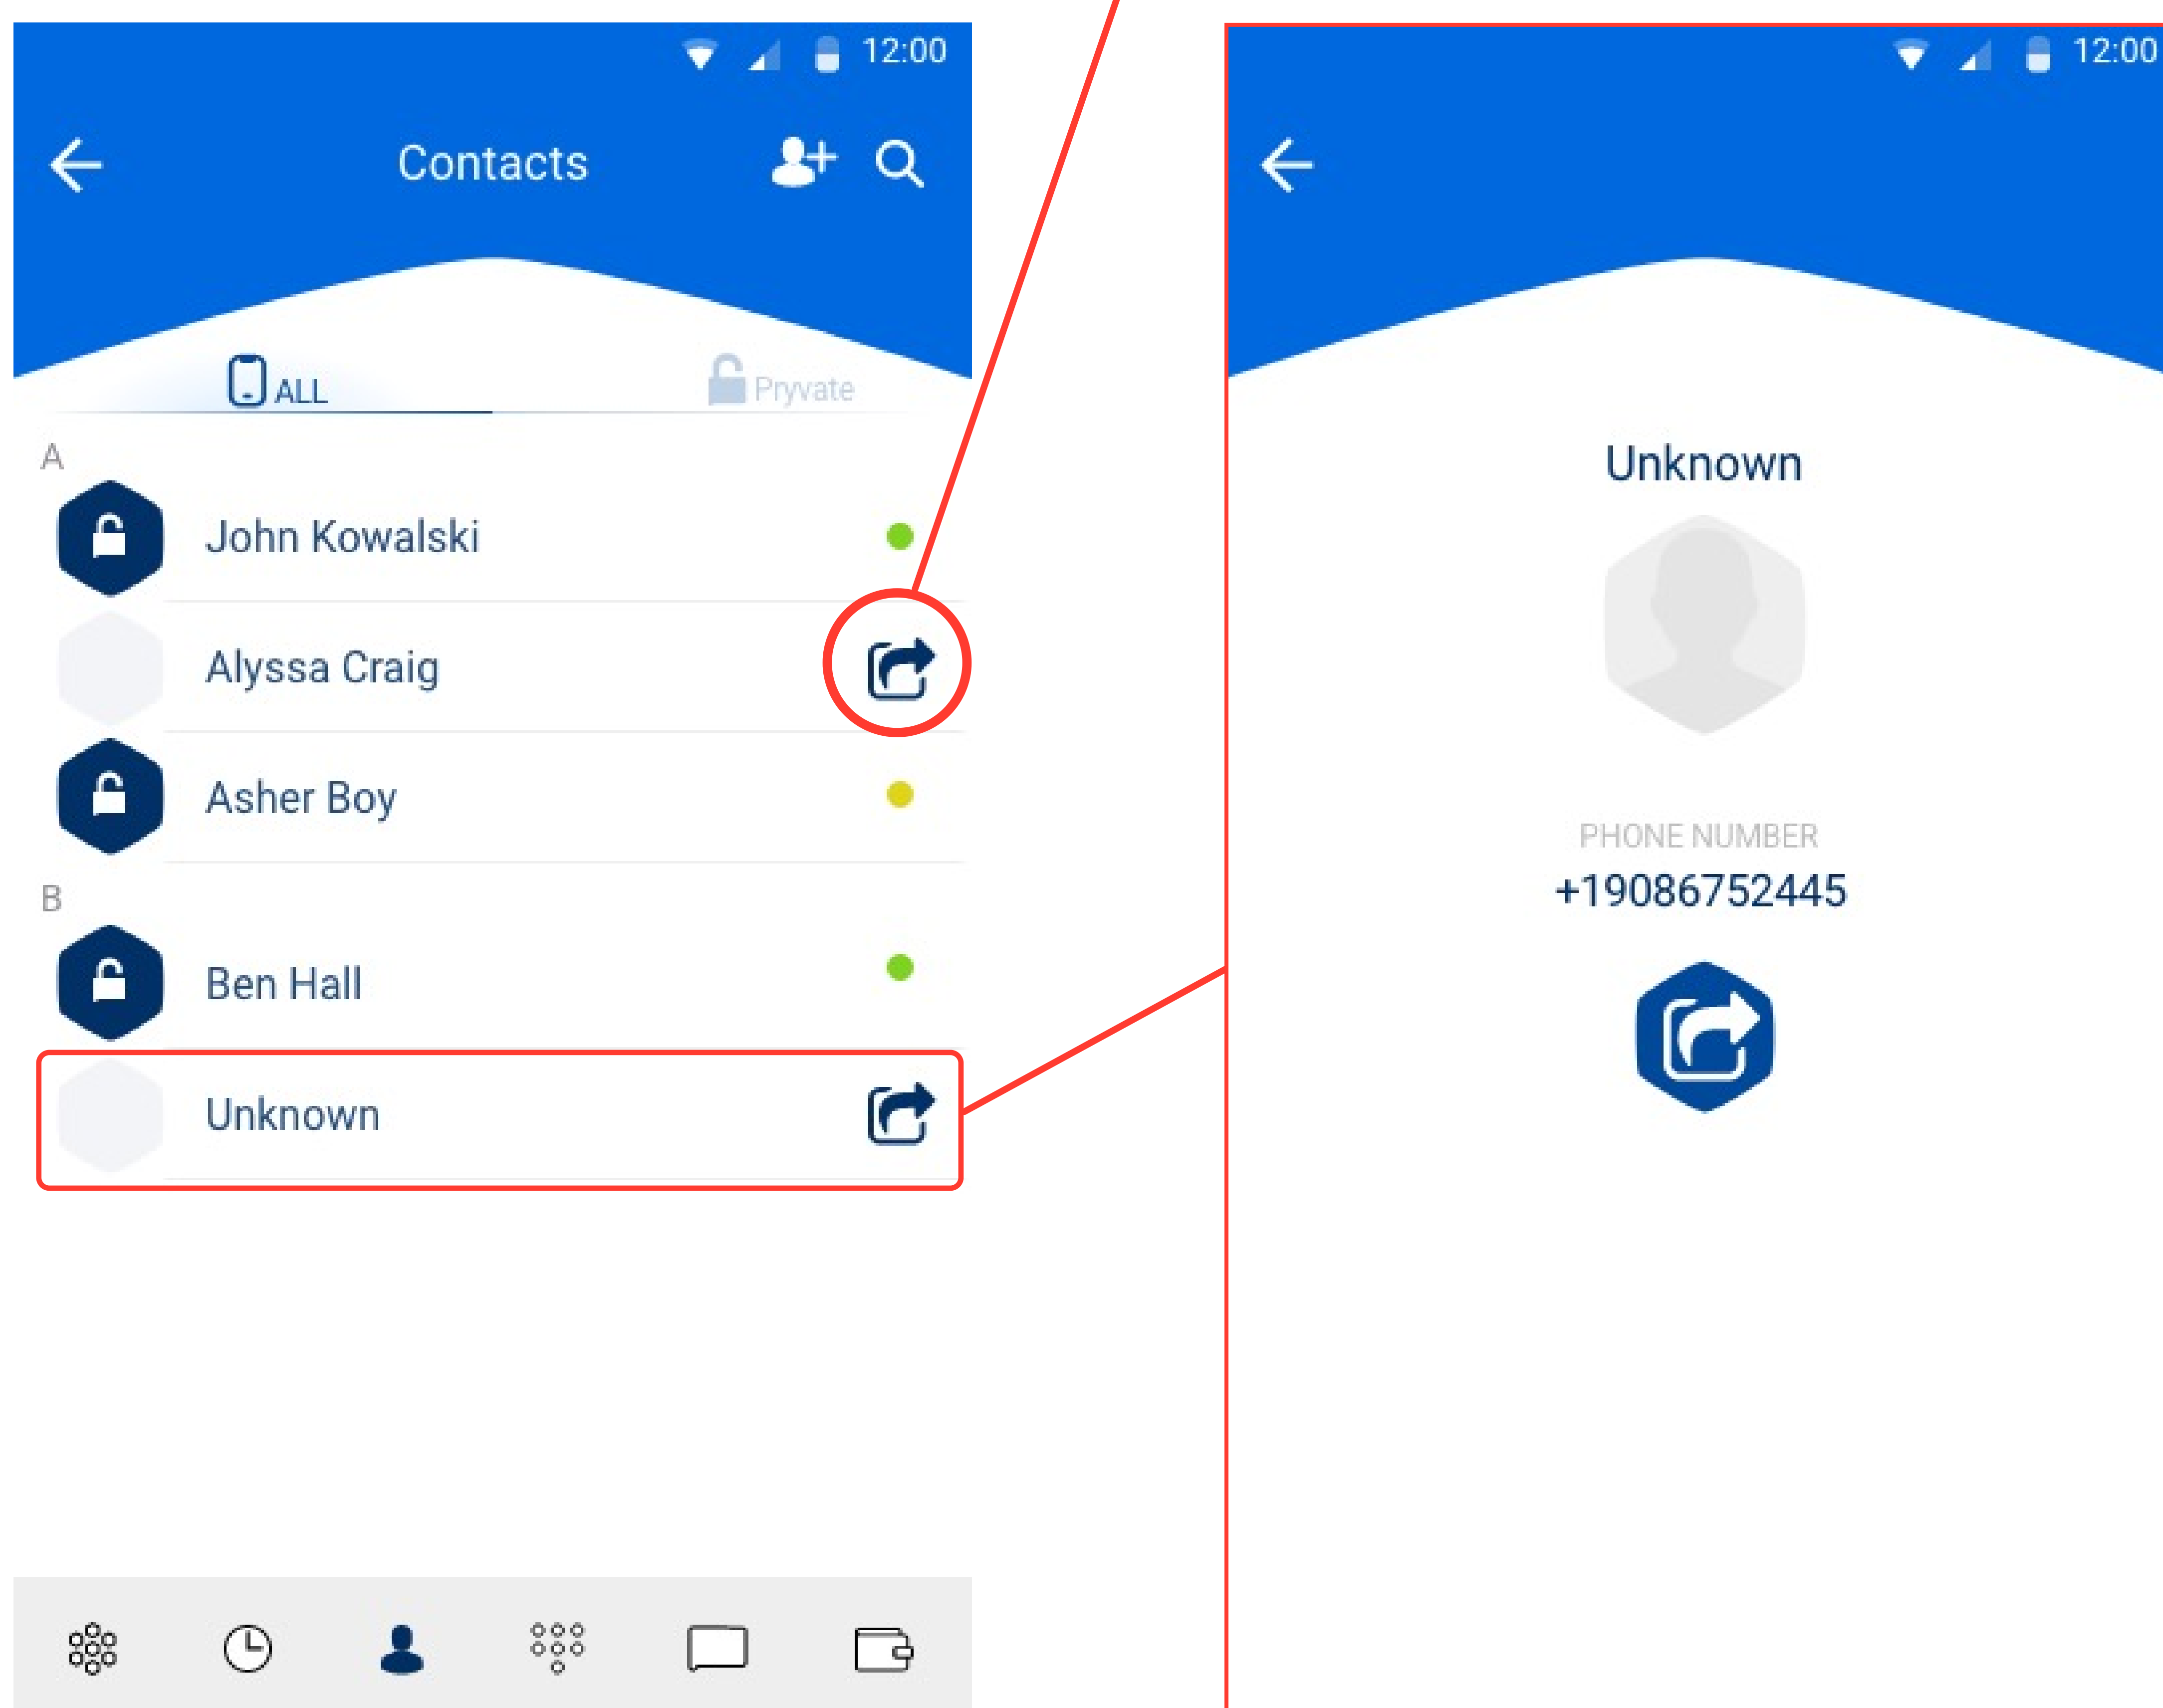 12:00
Contacts
ALL
Pryvate
A
John Kowalski
Alyssa Craig
Asher Boy
B
Ben Hall
Unknown
12:00
Unknown
PHONE NUMBER
+19086752445